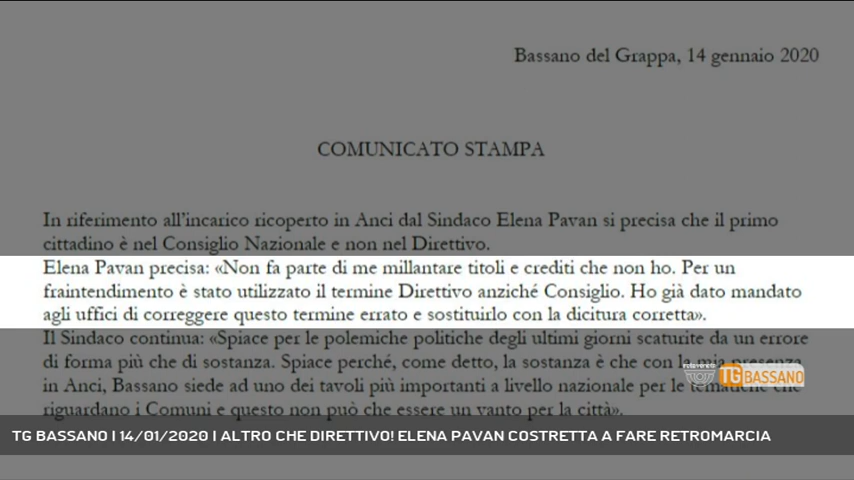 Bassano del Grappa, 14 gennaio 2020
COMUNICATO STAMPA
In riferimento all'incarico ricoperto in Anci dal Sindaco Elena Pavan si precisa che il primo
cittadino è nel Consiglio Nazionale e non nel Direttivo.
Elena Pavan precisa: «Non fa parte di me millantare titoli e crediti che non ho. Per un
fraintendimento è stato utilizzato il termine Direttivo anziché Consiglio. Ho già dato mandato
agli uffici di correggere questo termine errato e sostituirlo con la dicitura corretta».
Il Sindaco continua: «Spiace per le polemiche politiche degli ultimi giorni scaturite da un errore
di forma più che di sostanza. Spiace perché, come detto, la sostanza è che con la mia presenza
in Anci, Bassano siede ad uno dei tavoli più importanti a livello nazionale per le tematiche che
riguardano i Comuni e questo non può che essere un vanto per la città».
TG BASSANO
TG BASSANO | 14/01/2020 | ALTRO CHE DIRETTIVO! ELENA PAVAN COSTRETTA A FARE RETROMARCIA